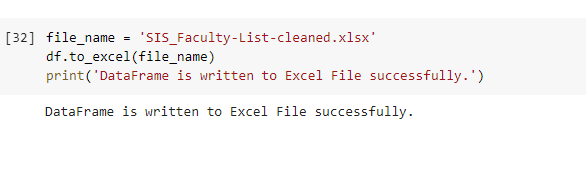 [32] file_name = 'SIS_Faculty-List-cleaned.xlsx'
df.to_excel(file_name)
print('DataFrame is written to Excel File successfully.')
DataFrame is written to Excel File successfully.